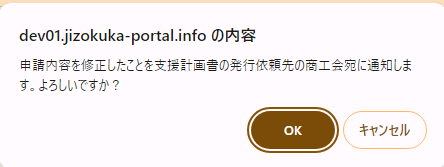 dev01.jizokuka-portal.info の内容
申請内容を修正したことを支援計画書の発行依頼先の商工会宛に通知しま
す。よろしいですか？
OK
キャンセル